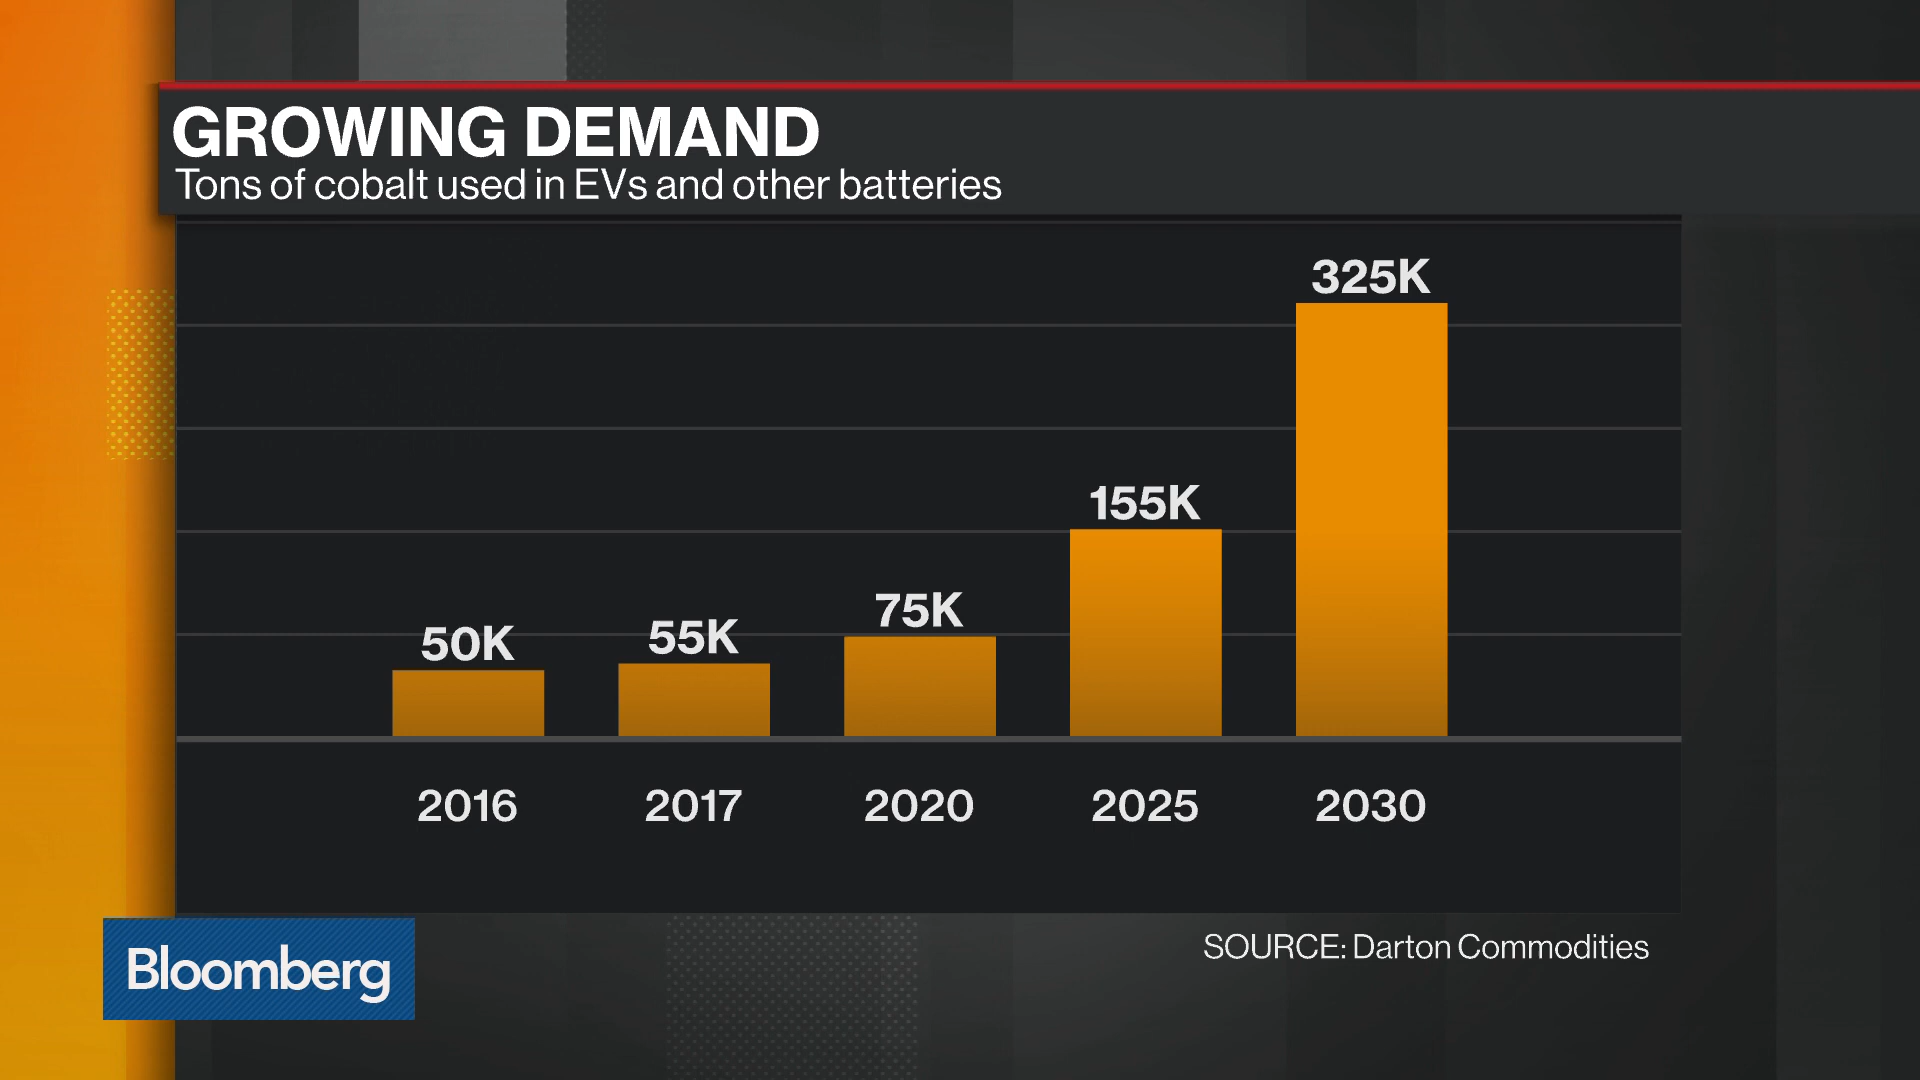 GROWING DEMAND
Tons of cobalt used in EVs and other batteries
50K
55K
75K
155K
325K
2016
2017
2020
2025
2030
SOURCE: Darton Commodities
Bloomberg